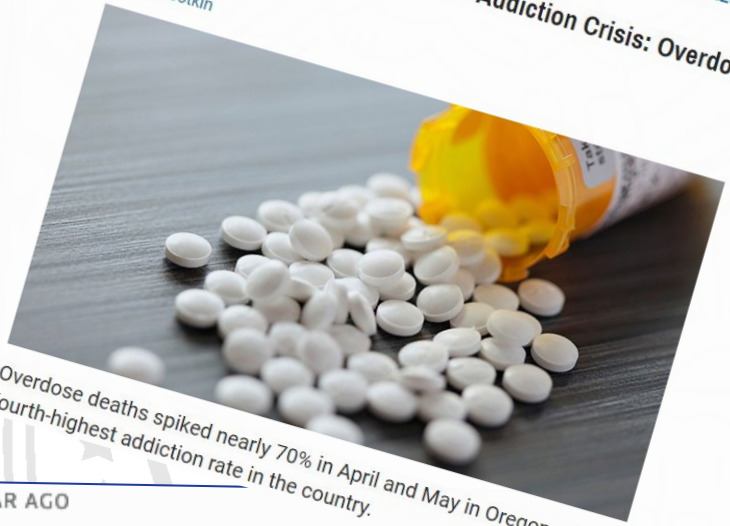 Addiction Crisis: Overdo
Overdose deaths spiked nearly 70% in April and May in Oregon
fourth-highest addiction rate in the country.
AR AGO